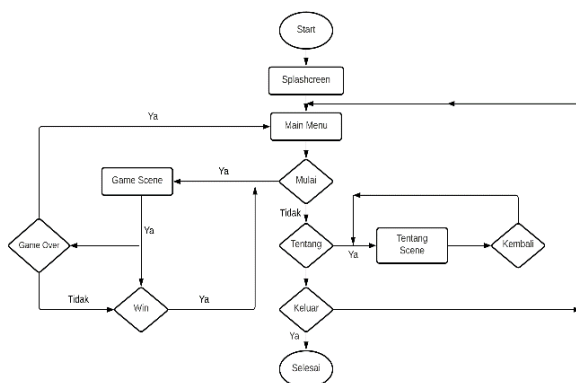 Start
Splashcreen
Ya
Main Menu
Ya
Game Scene
Mulai
Tidak
Ya
Game Over
Tentang
Ya
Tentang
Scene
Kembali
Tidak
Win
Ya
Keluar
Ya
Selesai